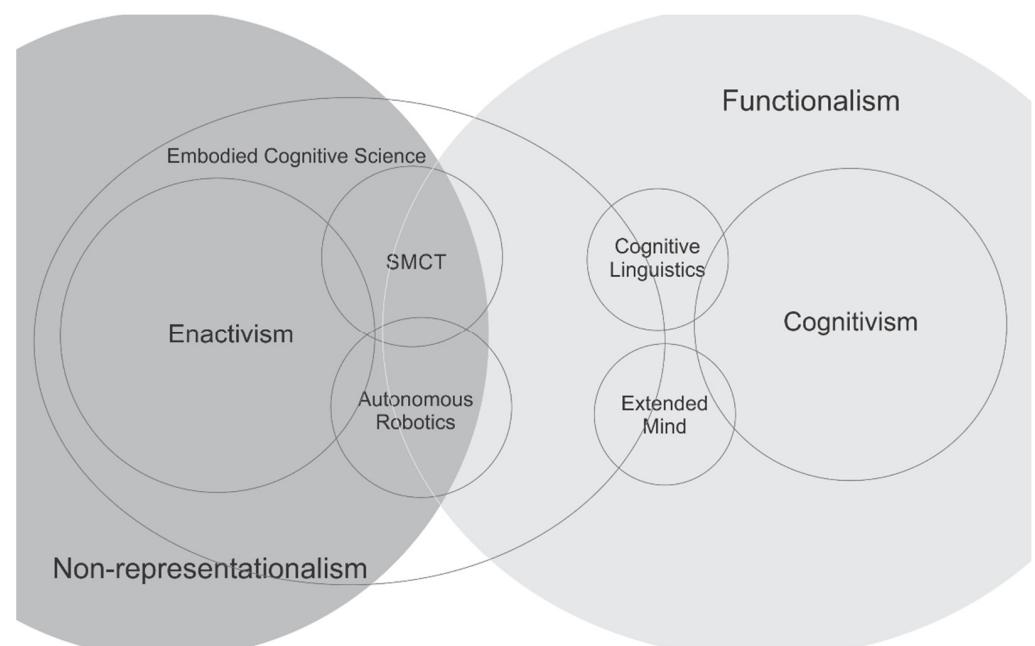 Functionalism
Embodied Cognitive Science
SMCT
Cognitive
Linguistics
Enactivism
Cognitivism
Autonomous
Robotics
Extended
Mind
Non-representationalism